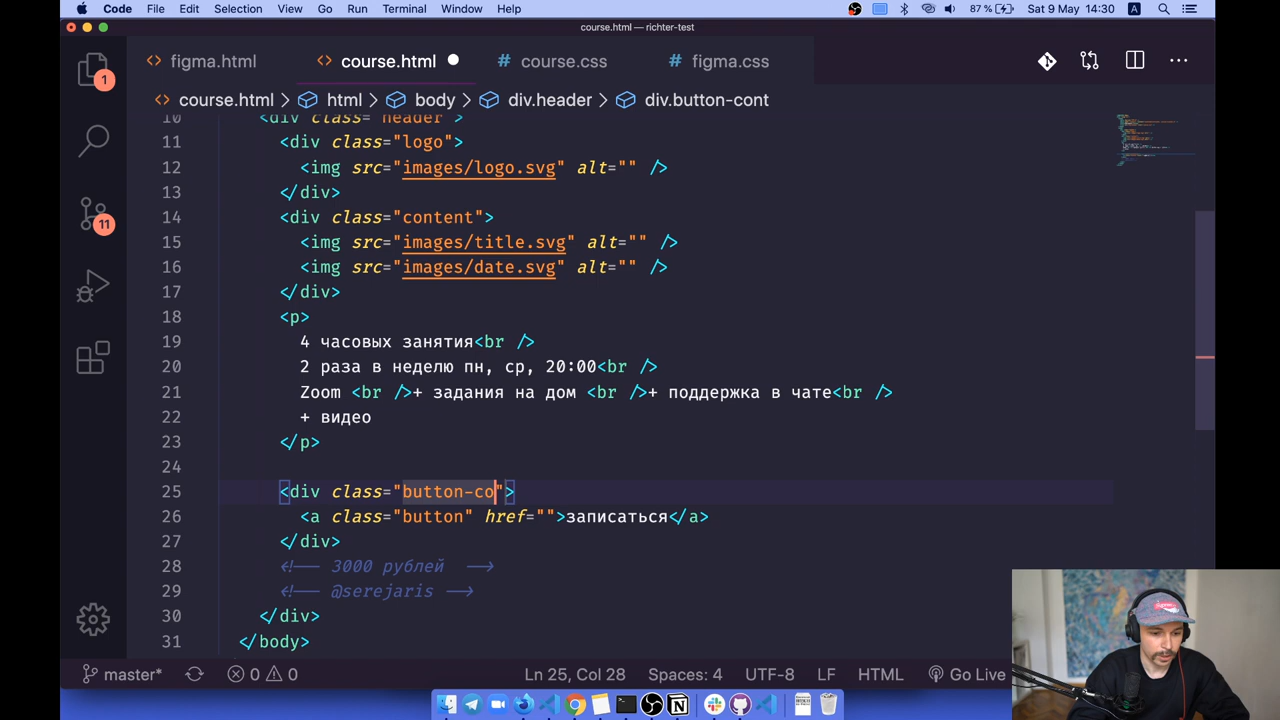 Code File Edit Selection View Go Run Terminal Window Help 87 % Sat 9 May 14:30 A
course.html — richter-test
figma.html course.html course.css figma.css
course.html > html > body > div.header > div.button-cont
1
11
10 <div class="header">
11 <div class="logo">
12 <img src="images/logo.svg" alt="" />
13 </div>
14 <div class="content">
15 <img src="images/title.svg" alt="" />
16 <img src="images/date.svg" alt="" />
17 </div>
18 <p>
19 4 часовых занятия<br />
20 2 раза в неделю пн, ср, 20:00<br />
21 Zoom <br />+ задания на дом <br />+ поддержка в чате<br />
22 + видео
23 </p>
24
25 <div class="button-co">
26 <a class="button" href="">записаться</a>
27 </div>
28 <!-- 3000 рублей -->
29 <!-- @serejaris -->
30 </div>
31 </body>
master* 0 0 Ln 25, Col 28 Spaces: 4 UTF-8 LF HTML Go Live